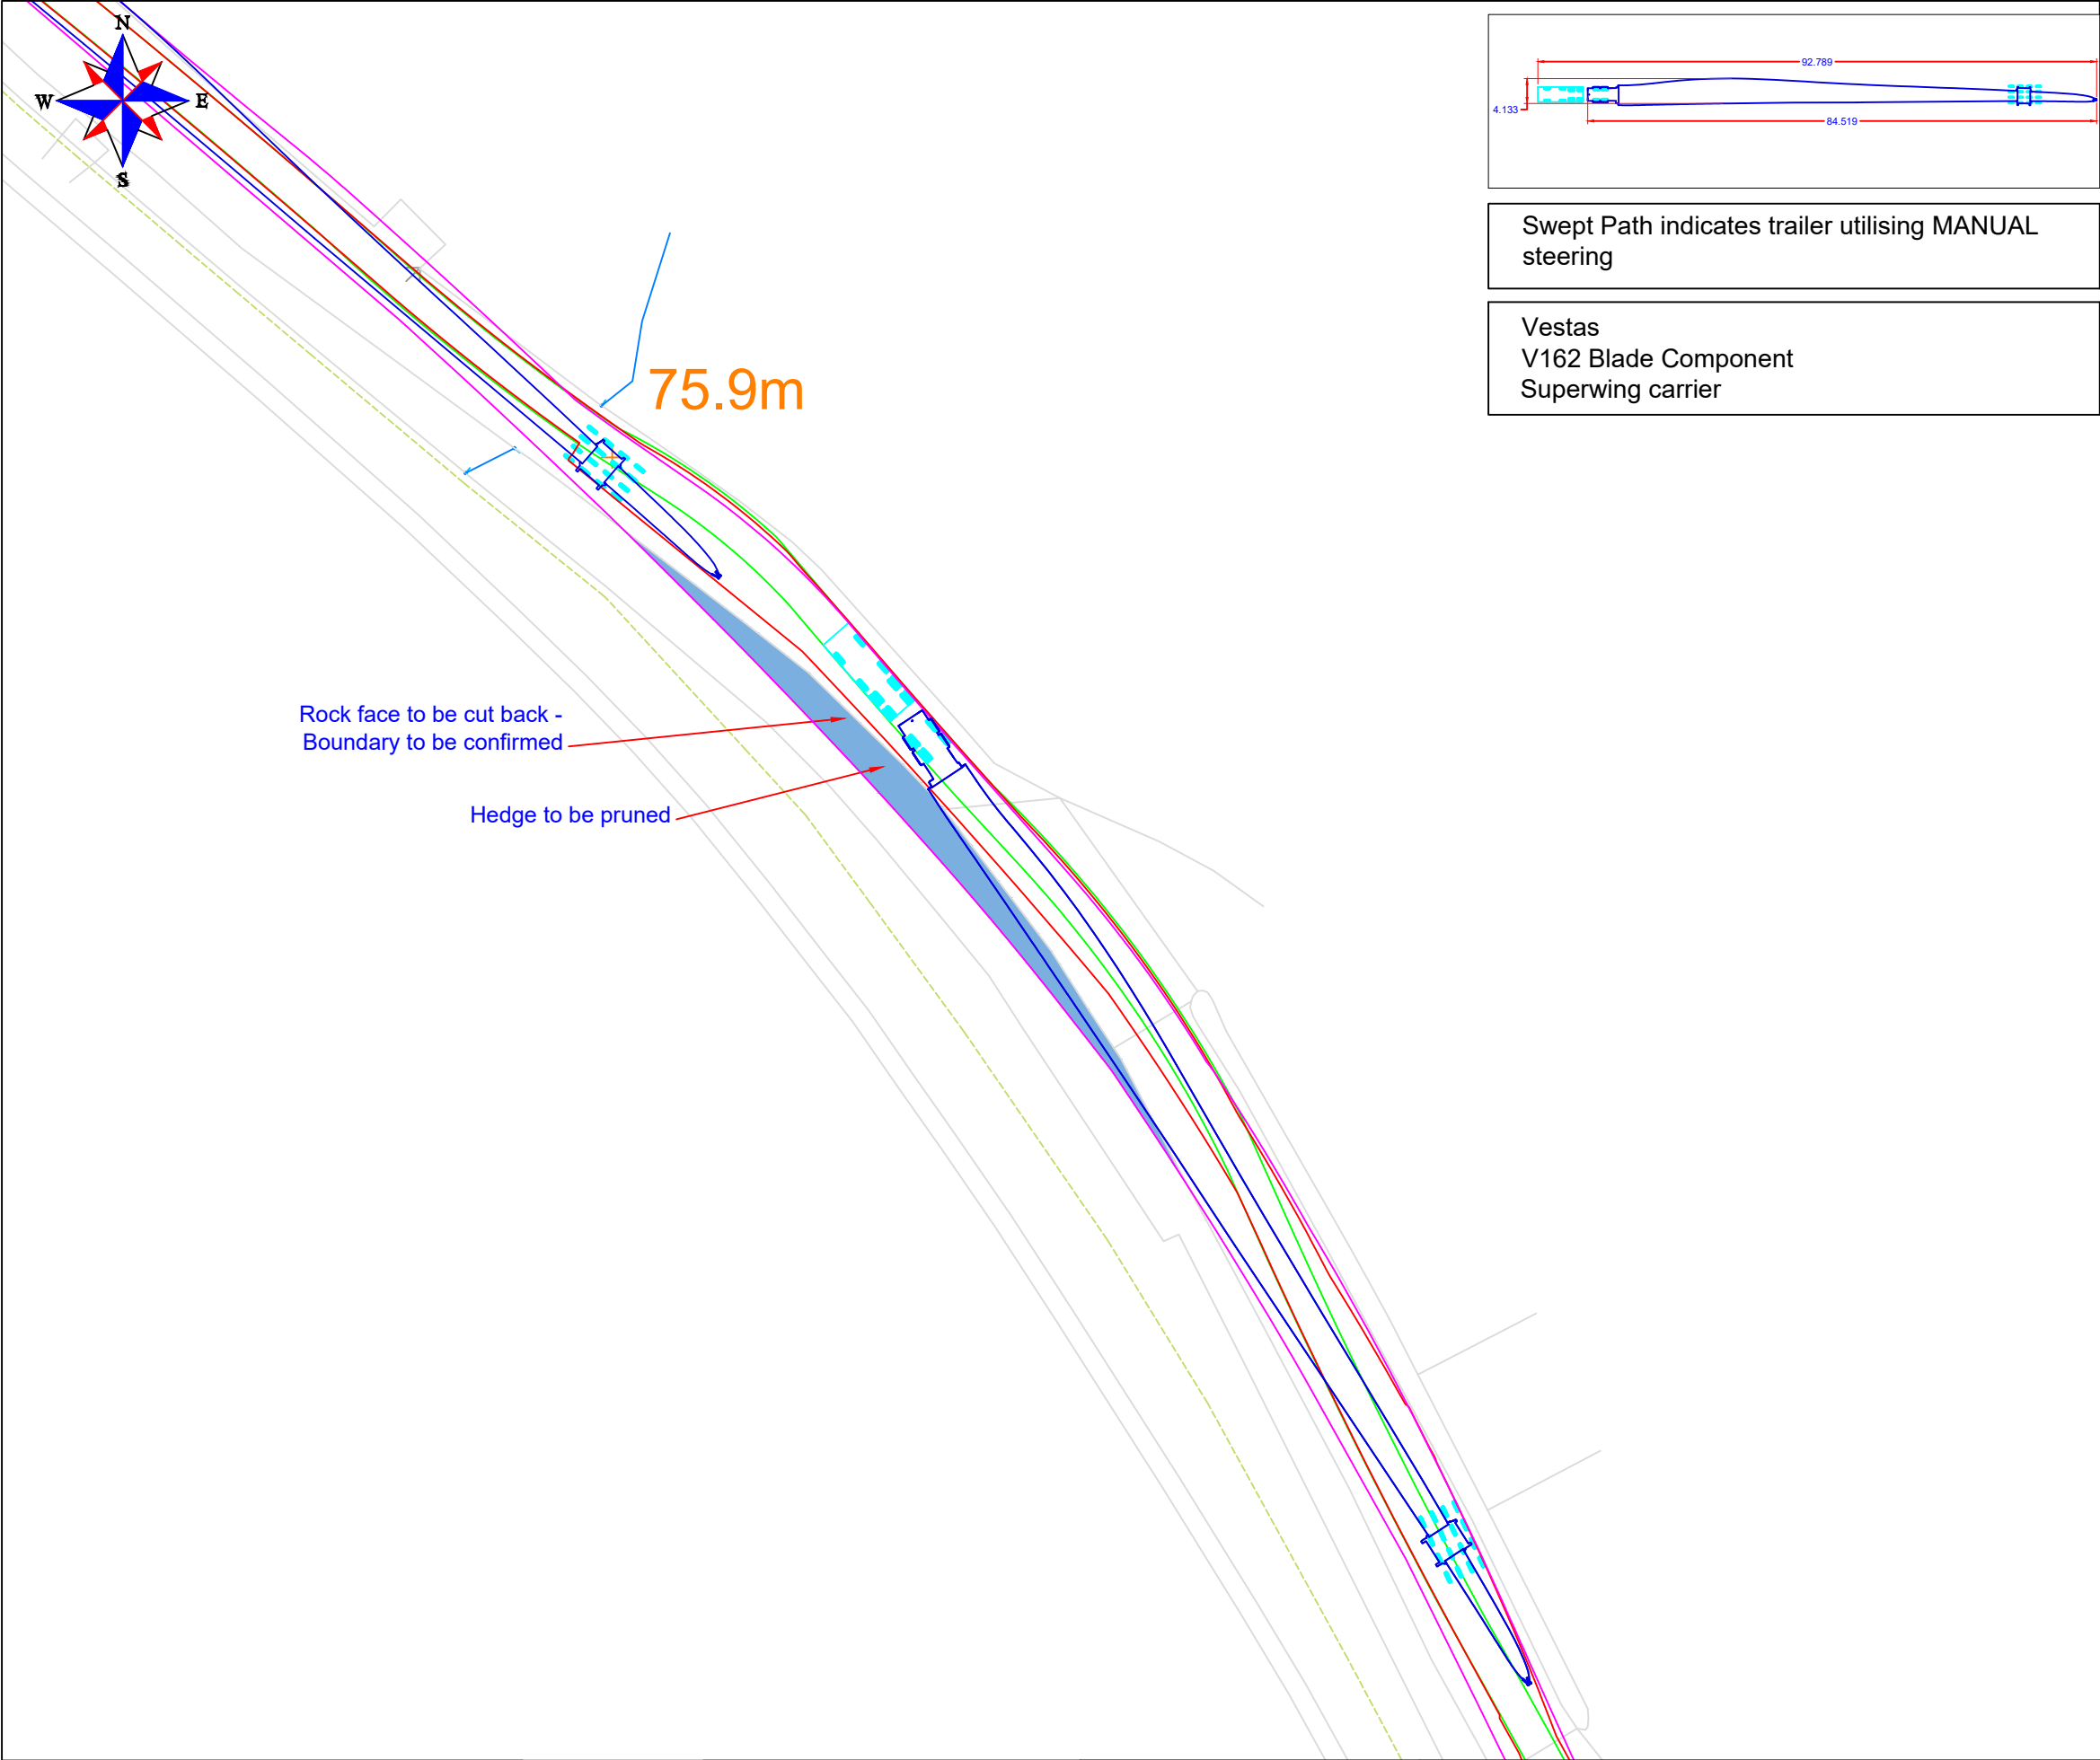 N
W
E
S
92.789
4.133
84.519
Swept Path indicates trailer utilising MANUAL
steering
Vestas
V162 Blade Component
Superwing carrier
75.9m
Rock face to be cut back -
Boundary to be confirmed
Hedge to be pruned